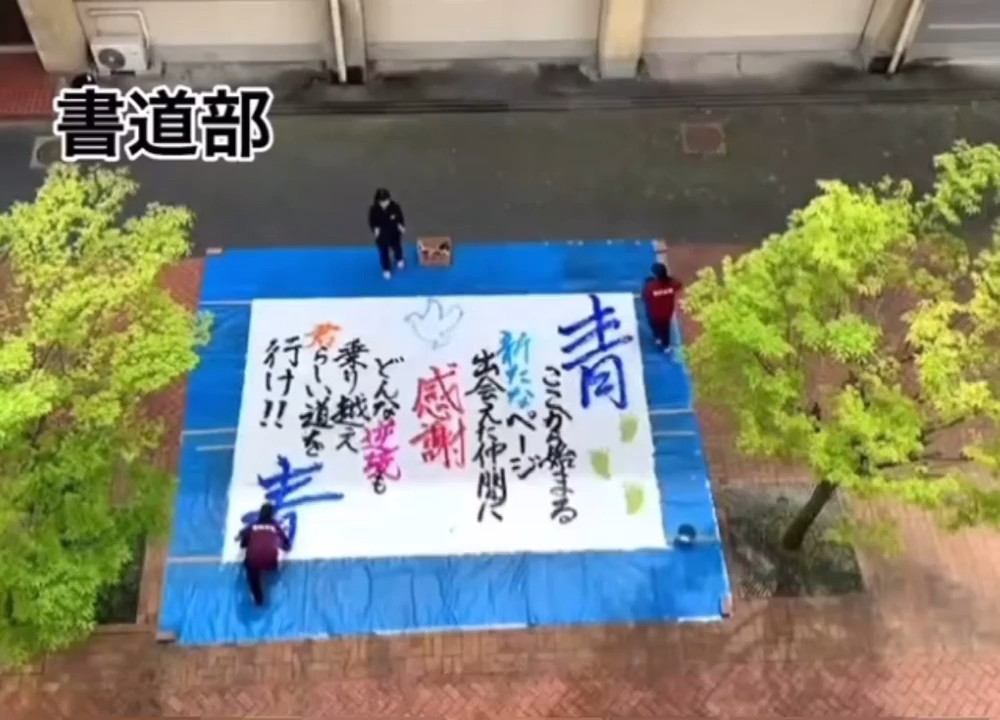 書道部
青
ここから始まる
新たなページ
出会えた仲間に
感謝
どんな逆境も
乗り越え
君らしい道を
行け!!
青